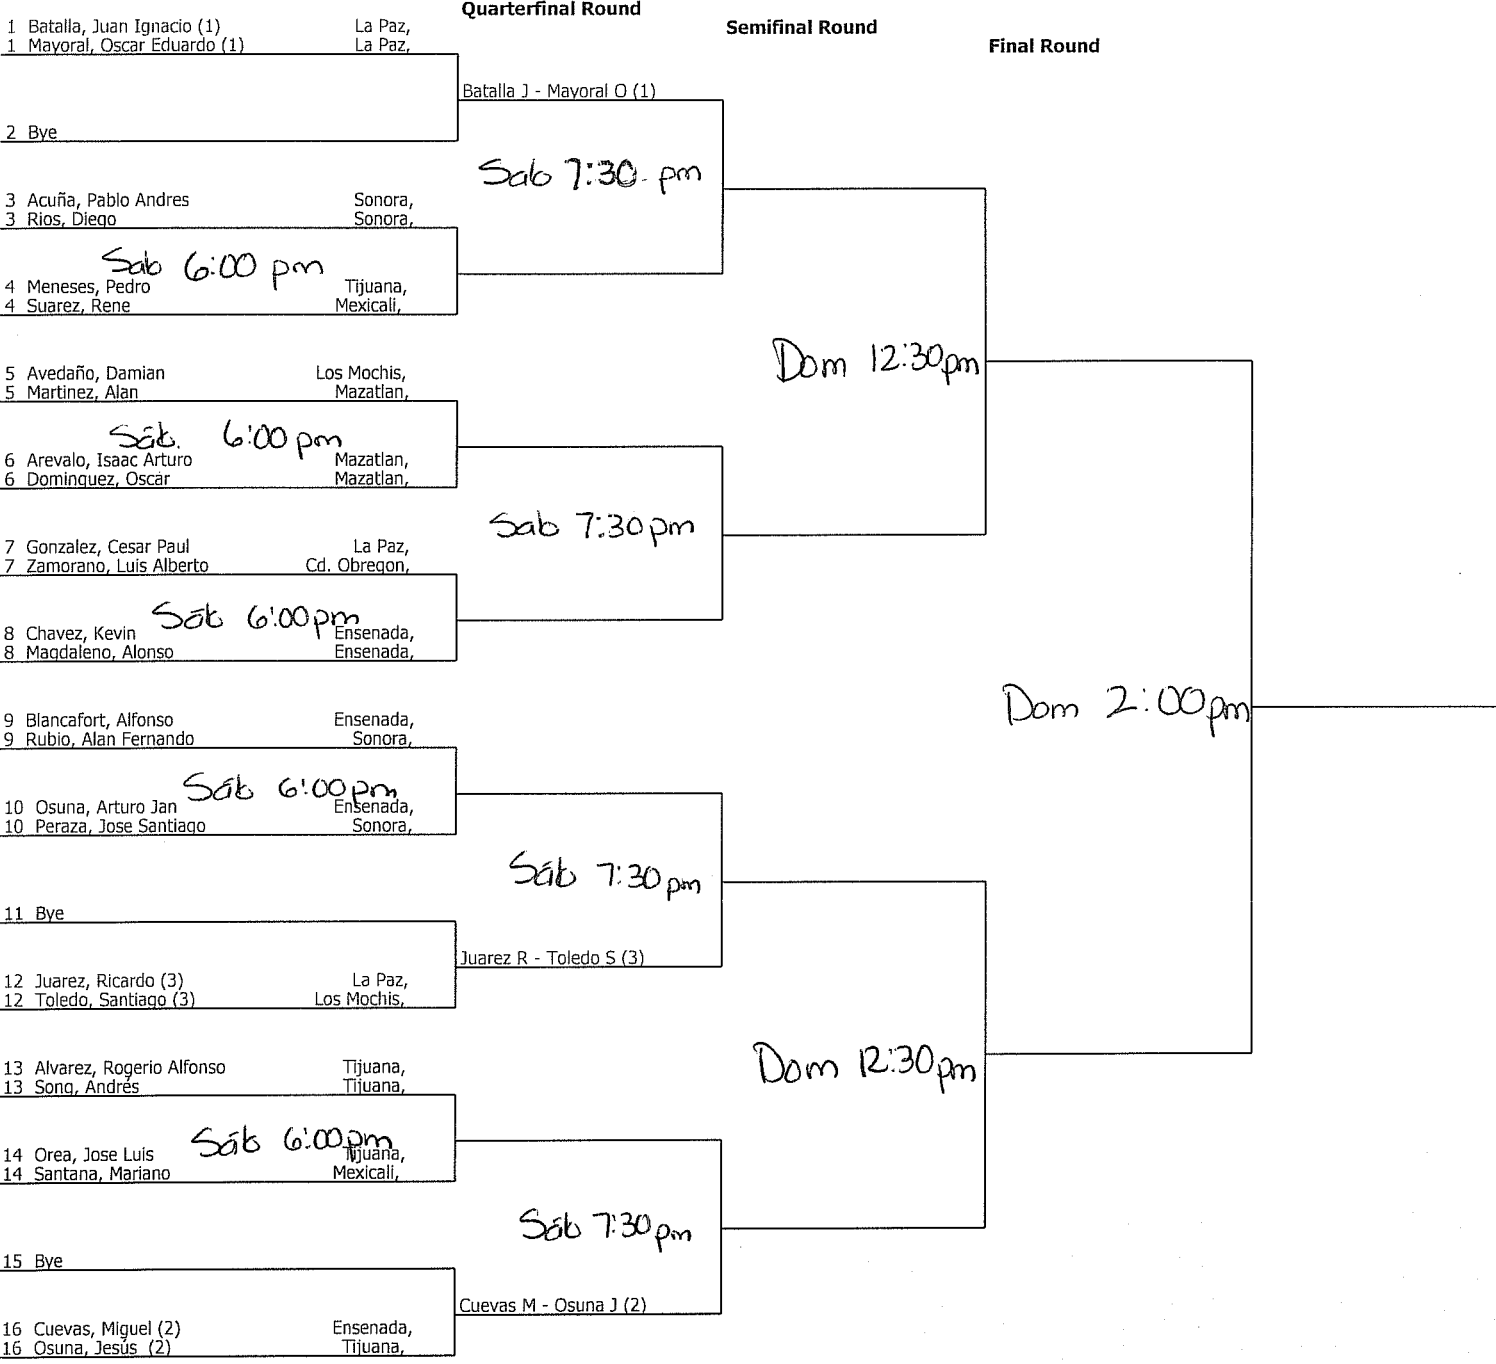 Quarterfinal Round
Semifinal Round
Final Round
1 Batalla, Juan Ignacio (1) La Paz,
1 Mayoral, Oscar Eduardo (1) La Paz,
Batalla J - Mayoral O (1)
2 Bye
Sab 7:30 pm
3 Acuña, Pablo Andres Sonora,
3 Rios, Diego Sonora,
Sab 6:00 pm
4 Meneses, Pedro Tijuana,
4 Suarez, Rene Mexicali,
Dom 12:30pm
5 Avedaño, Damian Los Mochis,
5 Martinez, Alan Mazatlan,
Sáb. 6:00 pm
6 Arevalo, Isaac Arturo Mazatlan,
6 Dominguez, Oscar Mazatlan,
Sab 7:30pm
7 Gonzalez, Cesar Paul La Paz,
7 Zamorano, Luis Alberto Cd. Obregon,
Sáb 6:00pm
8 Chavez, Kevin Ensenada,
8 Magdaleno, Alonso Ensenada,
Dom 2:00pm
9 Blancafort, Alfonso Ensenada,
9 Rubio, Alan Fernando Sonora,
Sáb 6:00pm
10 Osuna, Arturo Jan Ensenada,
10 Peraza, Jose Santiago Sonora,
Sáb 7:30pm
11 Bye
Juarez R - Toledo S (3)
12 Juarez, Ricardo (3) La Paz,
12 Toledo, Santiago (3) Los Mochis,
Dom 12:30pm
13 Alvarez, Rogerio Alfonso Tijuana,
13 Song, Andrés Tijuana,
Sáb 6:00pm
14 Orea, Jose Luis Tijuana,
14 Santana, Mariano Mexicali,
Sáb 7:30pm
15 Bye
Cuevas M - Osuna J (2)
16 Cuevas, Miguel (2) Ensenada,
16 Osuna, Jesús (2) Tijuana,